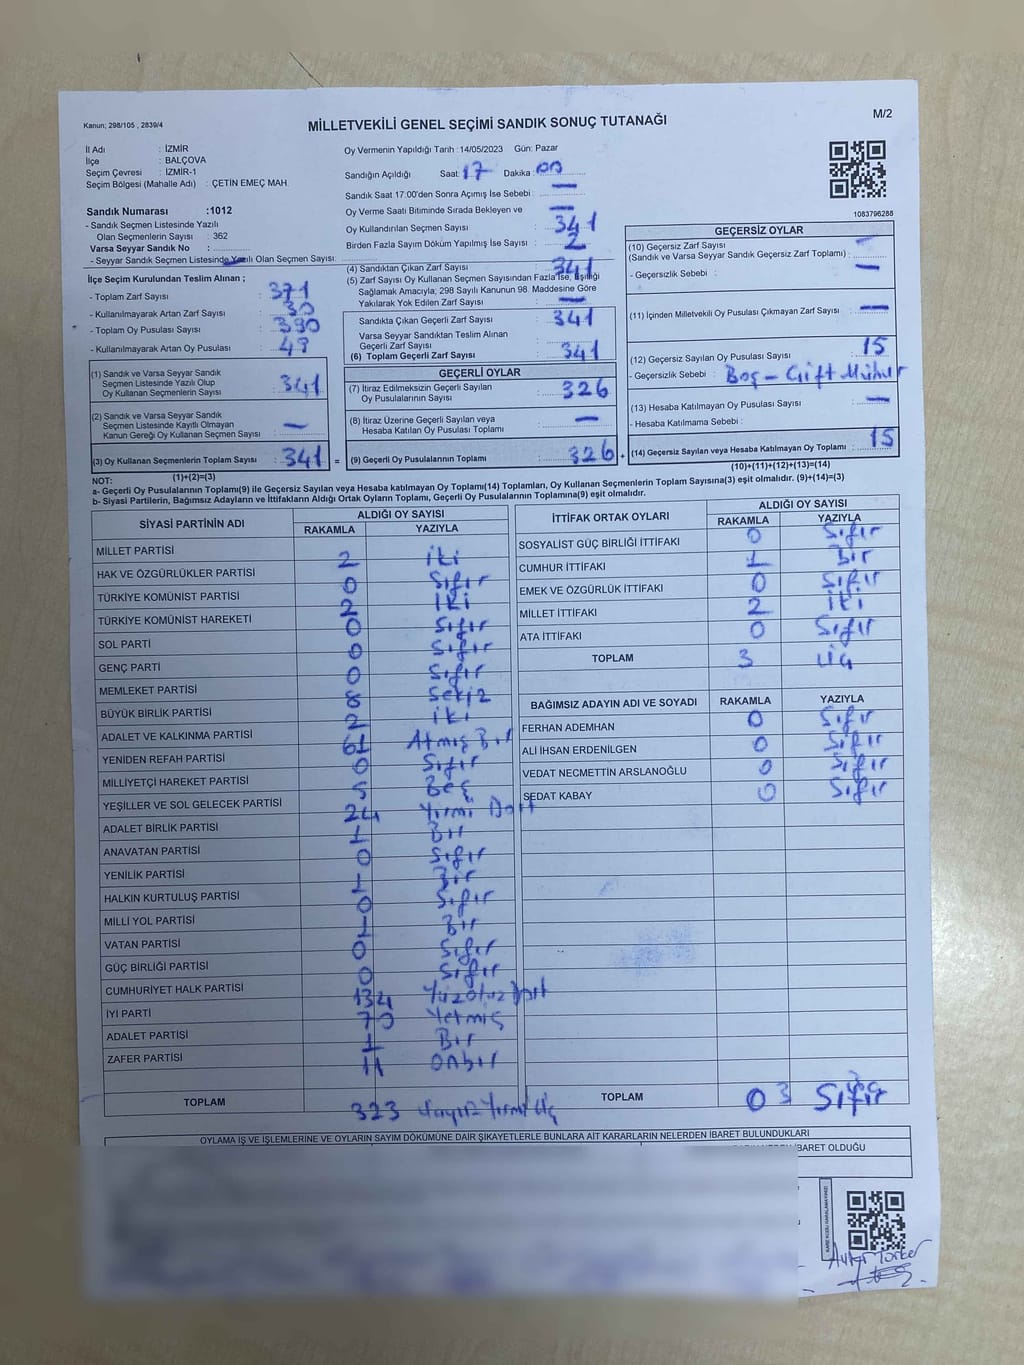 Kanun; 298/105 , 2839/4
MİLLETVEKİLİ GENEL SEÇİMİ SANDIK SONUÇ TUTANAĞI
M/2
İl Adı : İZMİR
İlçe : BALÇOVA
Seçim Çevresi : İZMİR-1
Seçim Bölgesi (Mahalle Adı) : ÇETİN EMEÇ MAH.
Sandık Numarası :1012
- Sandık Seçmen Listesinde Yazılı
Olan Seçmenlerin Sayısı : 362
Varsa Seyyar Sandık No :
- Seyyar Sandık Seçmen Listesinde Yazılı Olan Seçmen Sayısı: —
Oy Vermenin Yapıldığı Tarih :14/05/2023 Gün: Pazar
Sandığın Açıldığı Saat: 17 Dakika: 00
Sandık Saat 17:00'den Sonra Açmış İse Sebebi : —
Oy Verme Saati Bitiminde Sırada Bekleyen ve —
Oy Kullandırılan Seçmen Sayısı : 341
Birden Fazla Sayım Döküm Yapılmış İse Sayısı : 2
1083796288
İlçe Seçim Kurulundan Teslim Alınan ;
- Toplam Zarf Sayısı : 371
- Kullanılmayarak Artan Zarf Sayısı : 30
- Toplam Oy Pusulası Sayısı : 390
- Kullanılmayarak Artan Oy Pusulası : 49
(1) Sandık ve Varsa Seyyar Sandık
Seçmen Listesinde Yazılı Olup
Oy Kullanan Seçmenlerin Sayısı : 341
(2) Sandık ve Varsa Seyyar Sandık
Seçmen Listesinde Kayıtlı Olmayan
Kanun Gereği Oy Kullanan Seçmen Sayısı : —
(3) Oy Kullanan Seçmenlerin Toplam Sayısı : 341
(1)+(2)=(3)
(4) Sandıktan Çıkan Zarf Sayısı : 341
(5) Zarf Sayısı Oy Kullanan Seçmen Sayısından Fazla İse, Eşitliği
Sağlamak Amacıyla, 298 Sayılı Kanunun 98. Maddesine Göre
Yakılarak Yok Edilen Zarf Sayısı : —
Sandıkta Çıkan Geçerli Zarf Sayısı : 341
Varsa Seyyar Sandıktan Teslim Alınan
Geçerli Zarf Sayısı :
(6) Toplam Geçerli Zarf Sayısı : 341
GEÇERLİ OYLAR
(7) İtiraz Edilmeksizin Geçerli Sayılan
Oy Pusulalarının Sayısı : 326
(8) İtiraz Üzerine Geçerli Sayılan veya
Hesaba Katılan Oy Pusulası Toplamı : —
= (9) Geçerli Oy Pusulalarının Toplamı : 326
GEÇERSİZ OYLAR
(10) Geçersiz Zarf Sayısı
(Sandık ve Varsa Seyyar Sandık Geçersiz Zarf Toplamı) : —
- Geçersizlik Sebebi : —
(11) İçinden Milletvekili Oy Pusulası Çıkmayan Zarf Sayısı : —
(12) Geçersiz Sayılan Oy Pusulası Sayısı : 15
- Geçersizlik Sebebi : Boş – Çift Mühür
(13) Hesaba Katılmayan Oy Pusulası Sayısı : —
- Hesaba Katılmama Sebebi :
+ (14) Geçersiz Sayılan veya Hesaba Katılmayan Oy Toplamı : 15
(10)+(11)+(12)+(13)=(14)
NOT:
a- Geçerli Oy Pusulalarının Toplamı(9) ile Geçersiz Sayılan veya Hesaba Katılmayan Oy Toplamı(14) Toplamları, Oy Kullanan Seçmenlerin Toplam Sayısına(3) eşit olmalıdır. (9)+(14)=(3)
b- Siyasi Partilerin, Bağımsız Adayların ve İttifakların Aldığı Ortak Oyların Toplamı, Geçerli Oy Pusulalarının Toplamına(9) eşit olmalıdır.
SİYASİ PARTİNİN ADI
ALDIĞI OY SAYISI
RAKAMLA YAZIYLA
MİLLET PARTİSİ 2 iki
HAK VE ÖZGÜRLÜKLER PARTİSİ 0 Sıfır
TÜRKİYE KOMÜNİST PARTİSİ 2 iki
TÜRKİYE KOMÜNİST HAREKETİ 0 Sıfır
SOL PARTİ 0 Sıfır
GENÇ PARTİ 0 Sıfır
MEMLEKET PARTİSİ 8 Sekiz
BÜYÜK BİRLİK PARTİSİ 2 iki
ADALET VE KALKINMA PARTİSİ 61 Atmış Bir
YENİDEN REFAH PARTİSİ 0 Sıfır
MİLLİYETÇİ HAREKET PARTİSİ 5 Beş
YEŞİLLER VE SOL GELECEK PARTİSİ 24 Yirmi Dört
ADALET BİRLİK PARTİSİ 1 Bir
ANAVATAN PARTİSİ 0 Sıfır
YENİLİK PARTİSİ 1 Bir
HALKIN KURTULUŞ PARTİSİ 0 Sıfır
MİLLİ YOL PARTİSİ 1 Bir
VATAN PARTİSİ 0 Sıfır
GÜÇ BİRLİĞİ PARTİSİ 0 Sıfır
CUMHURİYET HALK PARTİSİ 134 Yüzotuz Dört
İYİ PARTİ 70 Yetmiş
ADALET PARTİSİ 1 Bir
ZAFER PARTİSİ 11 Onbir
TOPLAM 323 Üçyüz Yirmi Üç
İTTİFAK ORTAK OYLARI
ALDIĞI OY SAYISI
RAKAMLA YAZIYLA
SOSYALİST GÜÇ BİRLİĞİ İTTİFAKI 0 Sıfır
CUMHUR İTTİFAKI 1 Bir
EMEK VE ÖZGÜRLÜK İTTİFAKI 0 Sıfır
MİLLET İTTİFAKI 2 iki
ATA İTTİFAKI 0 Sıfır
TOPLAM 3 Üç
BAĞIMSIZ ADAYIN ADI VE SOYADI RAKAMLA YAZIYLA
FERHAN ADEMHAN 0 Sıfır
ALİ İHSAN ERDENİLGEN 0 Sıfır
VEDAT NECMETTİN ARSLANOĞLU 0 Sıfır
SEDAT KABAY 0 Sıfır
TOPLAM 0 3 Sıfır
OYLAMA İŞ VE İŞLEMLERİNE VE OYLARIN SAYIM DÖKÜMÜNE DAİR ŞİKAYETLERLE BUNLARA AİT KARARLARIN NELERDEN İBARET BULUNDUKLARI
İBARET OLDUĞU